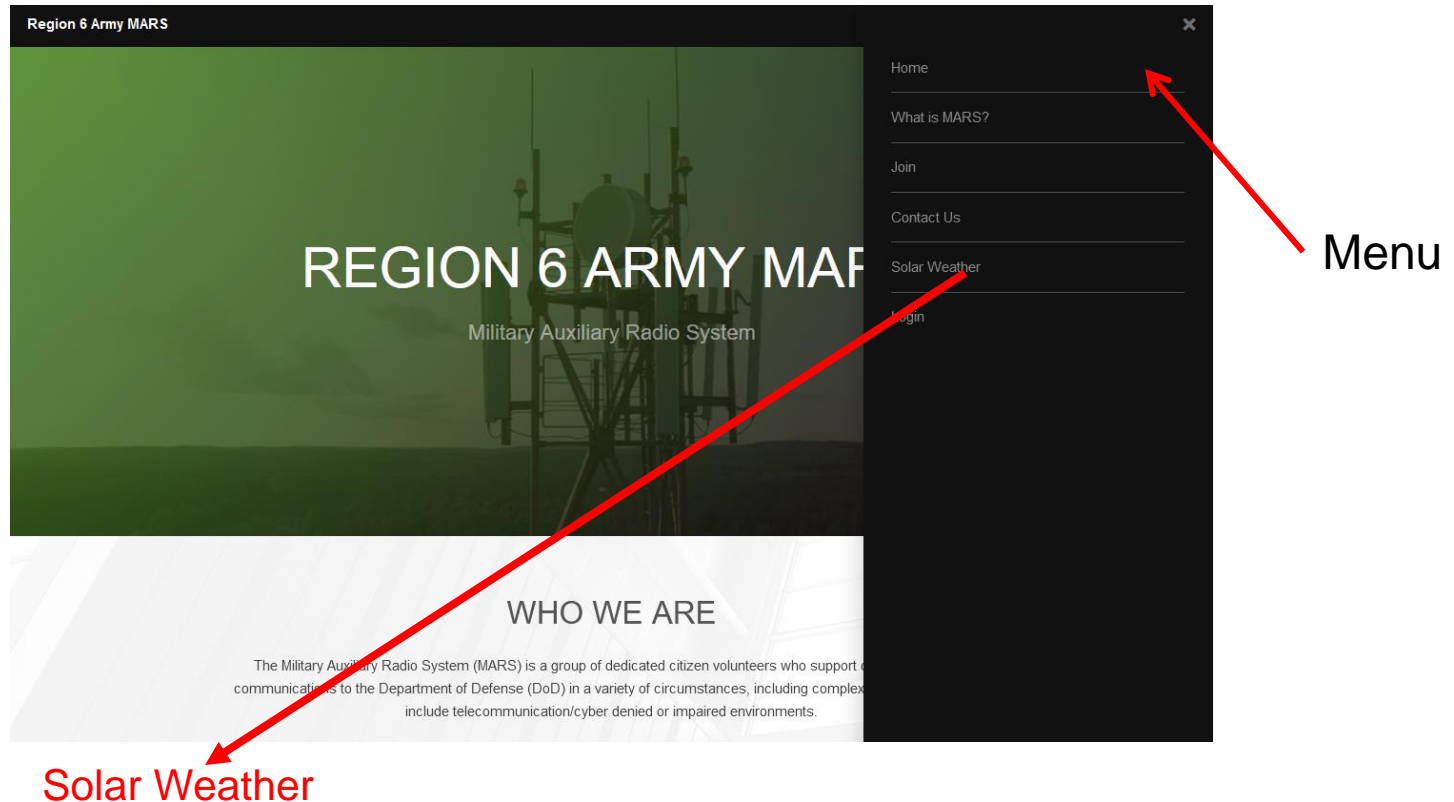 Region 6 Army MARS
Home
What is MARS?
Join
Contact Us
Solar Weather
Login
Menu
REGION 6 ARMY MAR
Military Auxiliary Radio System
WHO WE ARE
The Military Auxiliary Radio System (MARS) is a group of dedicated citizen volunteers who support
communications to the Department of Defense (DoD) in a variety of circumstances, including complex
include telecommunication/cyber denied or impaired environments.
Solar Weather